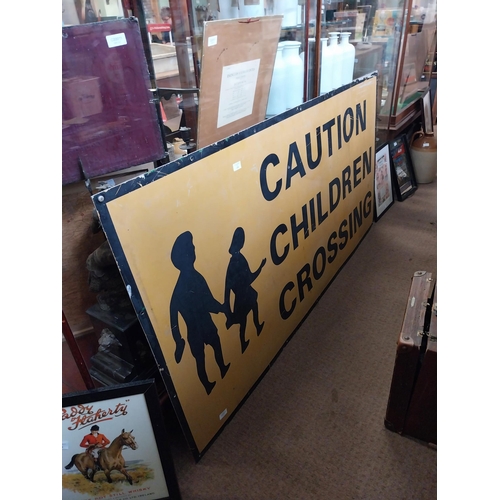 CAUTION
CHILDREN
CROSSING
"Paddy
Flaherty"